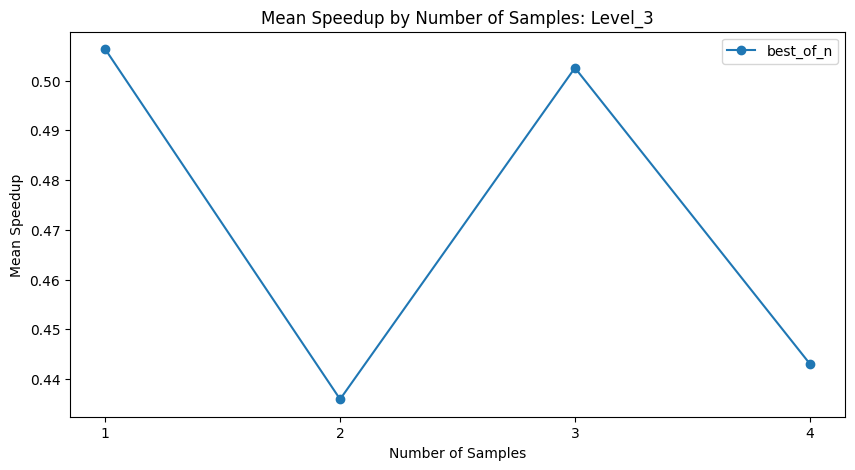 Mean Speedup by Number of Samples: Level_3
best_of_n
0.50
0.49
0.48
0.47
0.46
0.45
0.44
Mean Speedup
1 2 3 4
Number of Samples